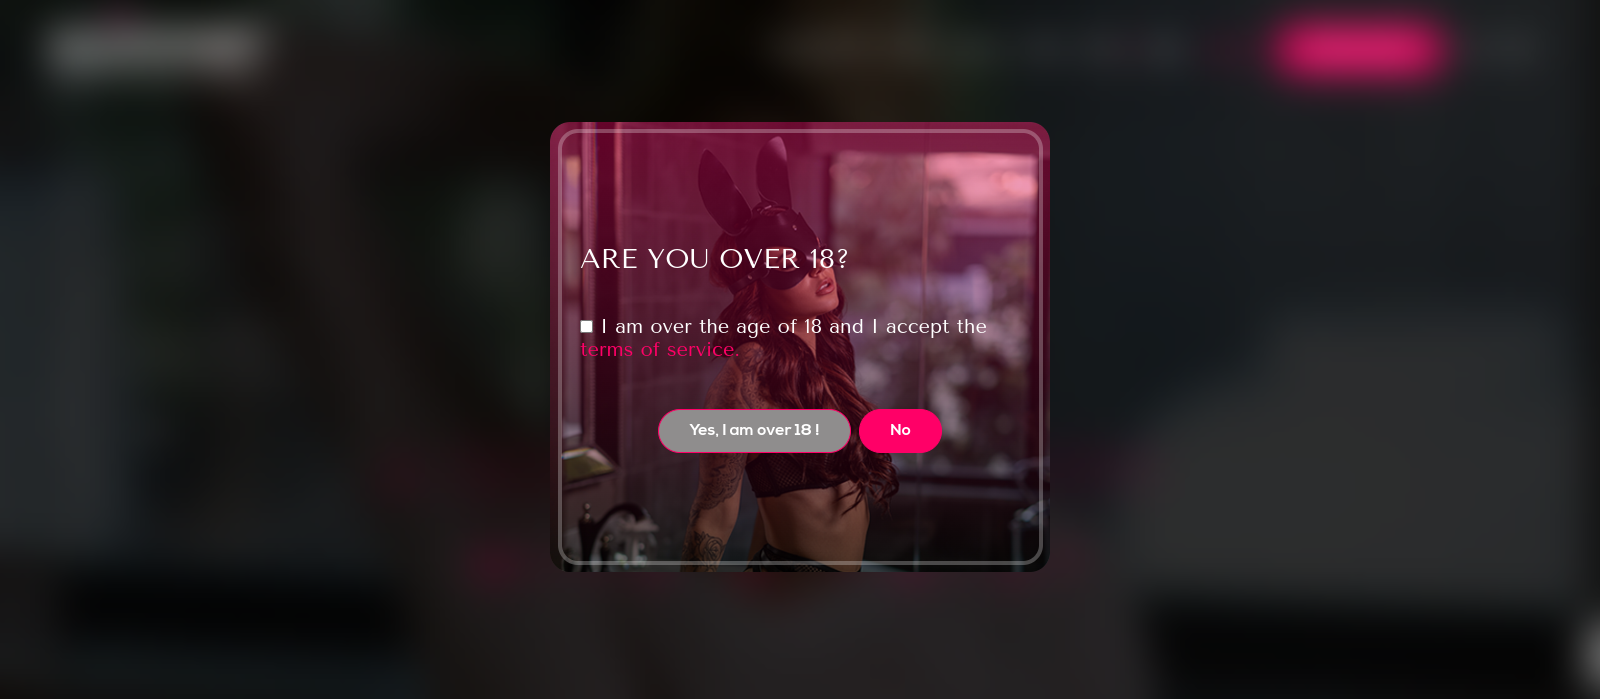 ARE YOU OVER 18?
I am over the age of 18 and I accept the
terms of service.
Yes, I am over 18 !
No